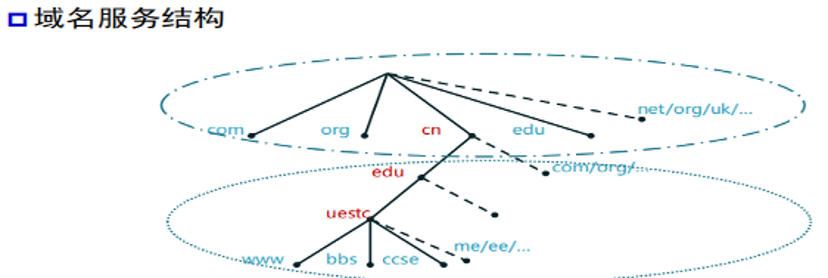 域名服务结构
net/org/uk/...
com org cn edu
com/org/...
edu
uestc
me/ee/...
www bbs ccse